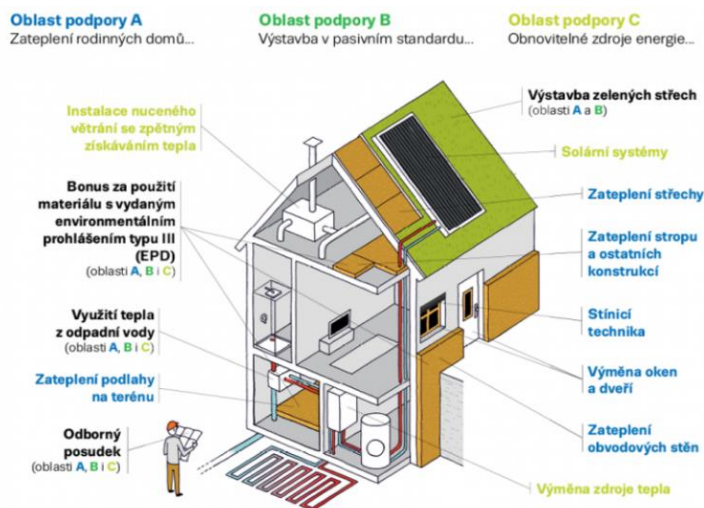 Oblast podpory A
Zateplení rodinných domů...
Oblast podpory B
Výstavba v pasivním standardu...
Oblast podpory C
Obnovitelné zdroje energie...
Instalace nuceného
větrání se zpětným
získáváním tepla
Bonus za použití
materiálu s vydaným
environmentálním
prohlášením typu III
(EPD)
(oblasti A, B i C)
Využití tepla
z odpadní vody
(oblasti A, B i C)
Zateplení podlahy
na terénu
Odborný
posudek
(oblasti A, B i C)
Výstavba zelených střech
(oblasti A a B)
Solární systémy
Zateplení střechy
Zateplení stropu
a ostatních
konstrukcí
Stínicí
technika
Výměna oken
a dveří
Zateplení
obvodových stěn
Výměna zdroje tepla